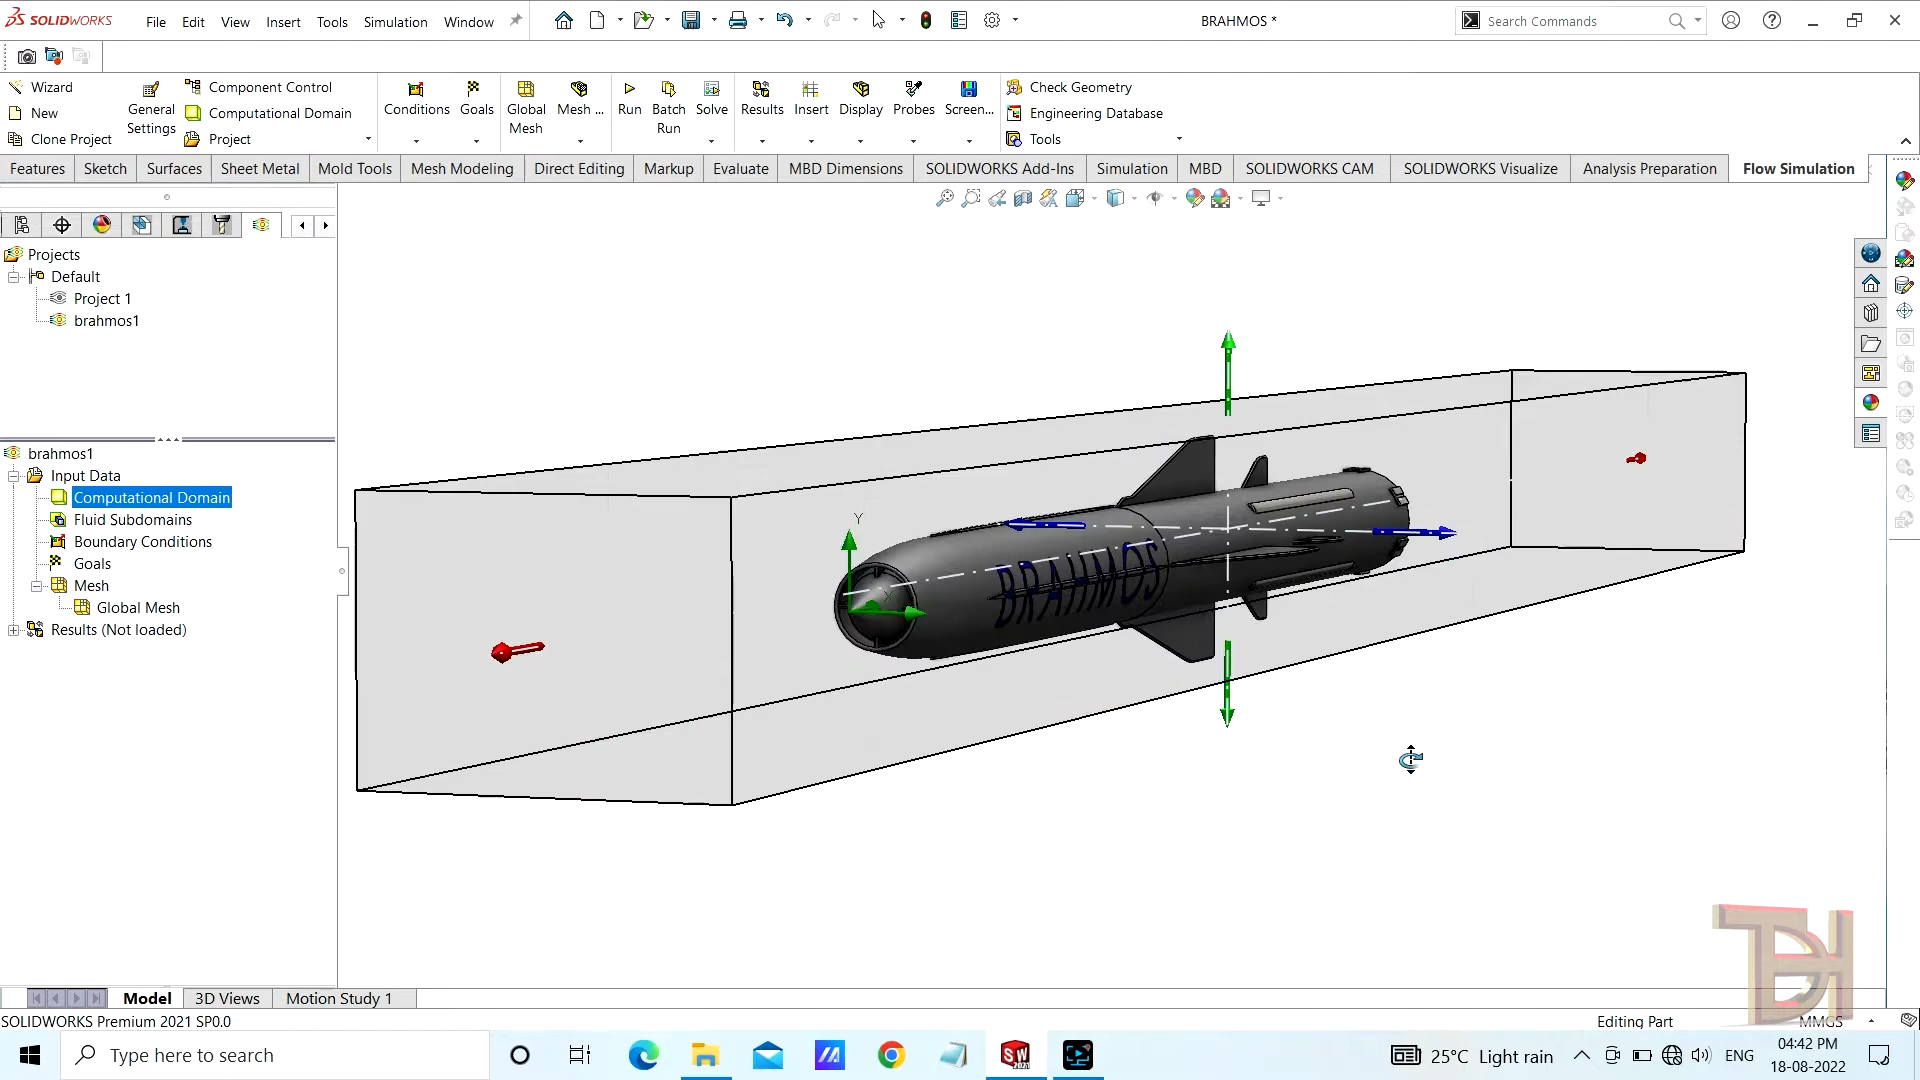 SOLIDWORKS File Edit View Insert Tools Simulation Window BRAHMOS * Search Commands
Wizard General Settings Component Control Conditions Goals Global Mesh Mesh ... Run Batch Run Solve Results Insert Display Probes Screen... Check Geometry
New Computational Domain Engineering Database
Clone Project Project Tools
Features Sketch Surfaces Sheet Metal Mold Tools Mesh Modeling Direct Editing Markup Evaluate MBD Dimensions SOLIDWORKS Add-Ins Simulation MBD SOLIDWORKS CAM SOLIDWORKS Visualize Analysis Preparation Flow Simulation
Projects
Default
Project 1
brahmos1
brahmos1
Input Data
Computational Domain
Fluid Subdomains
Boundary Conditions
Goals
Mesh
Global Mesh
Results (Not loaded)
Y
X
BRAHMOS
Model 3D Views Motion Study 1
SOLIDWORKS Premium 2021 SP0.0 Editing Part MMGS
Type here to search 25°C Light rain ENG 04:42 PM
18-08-2022